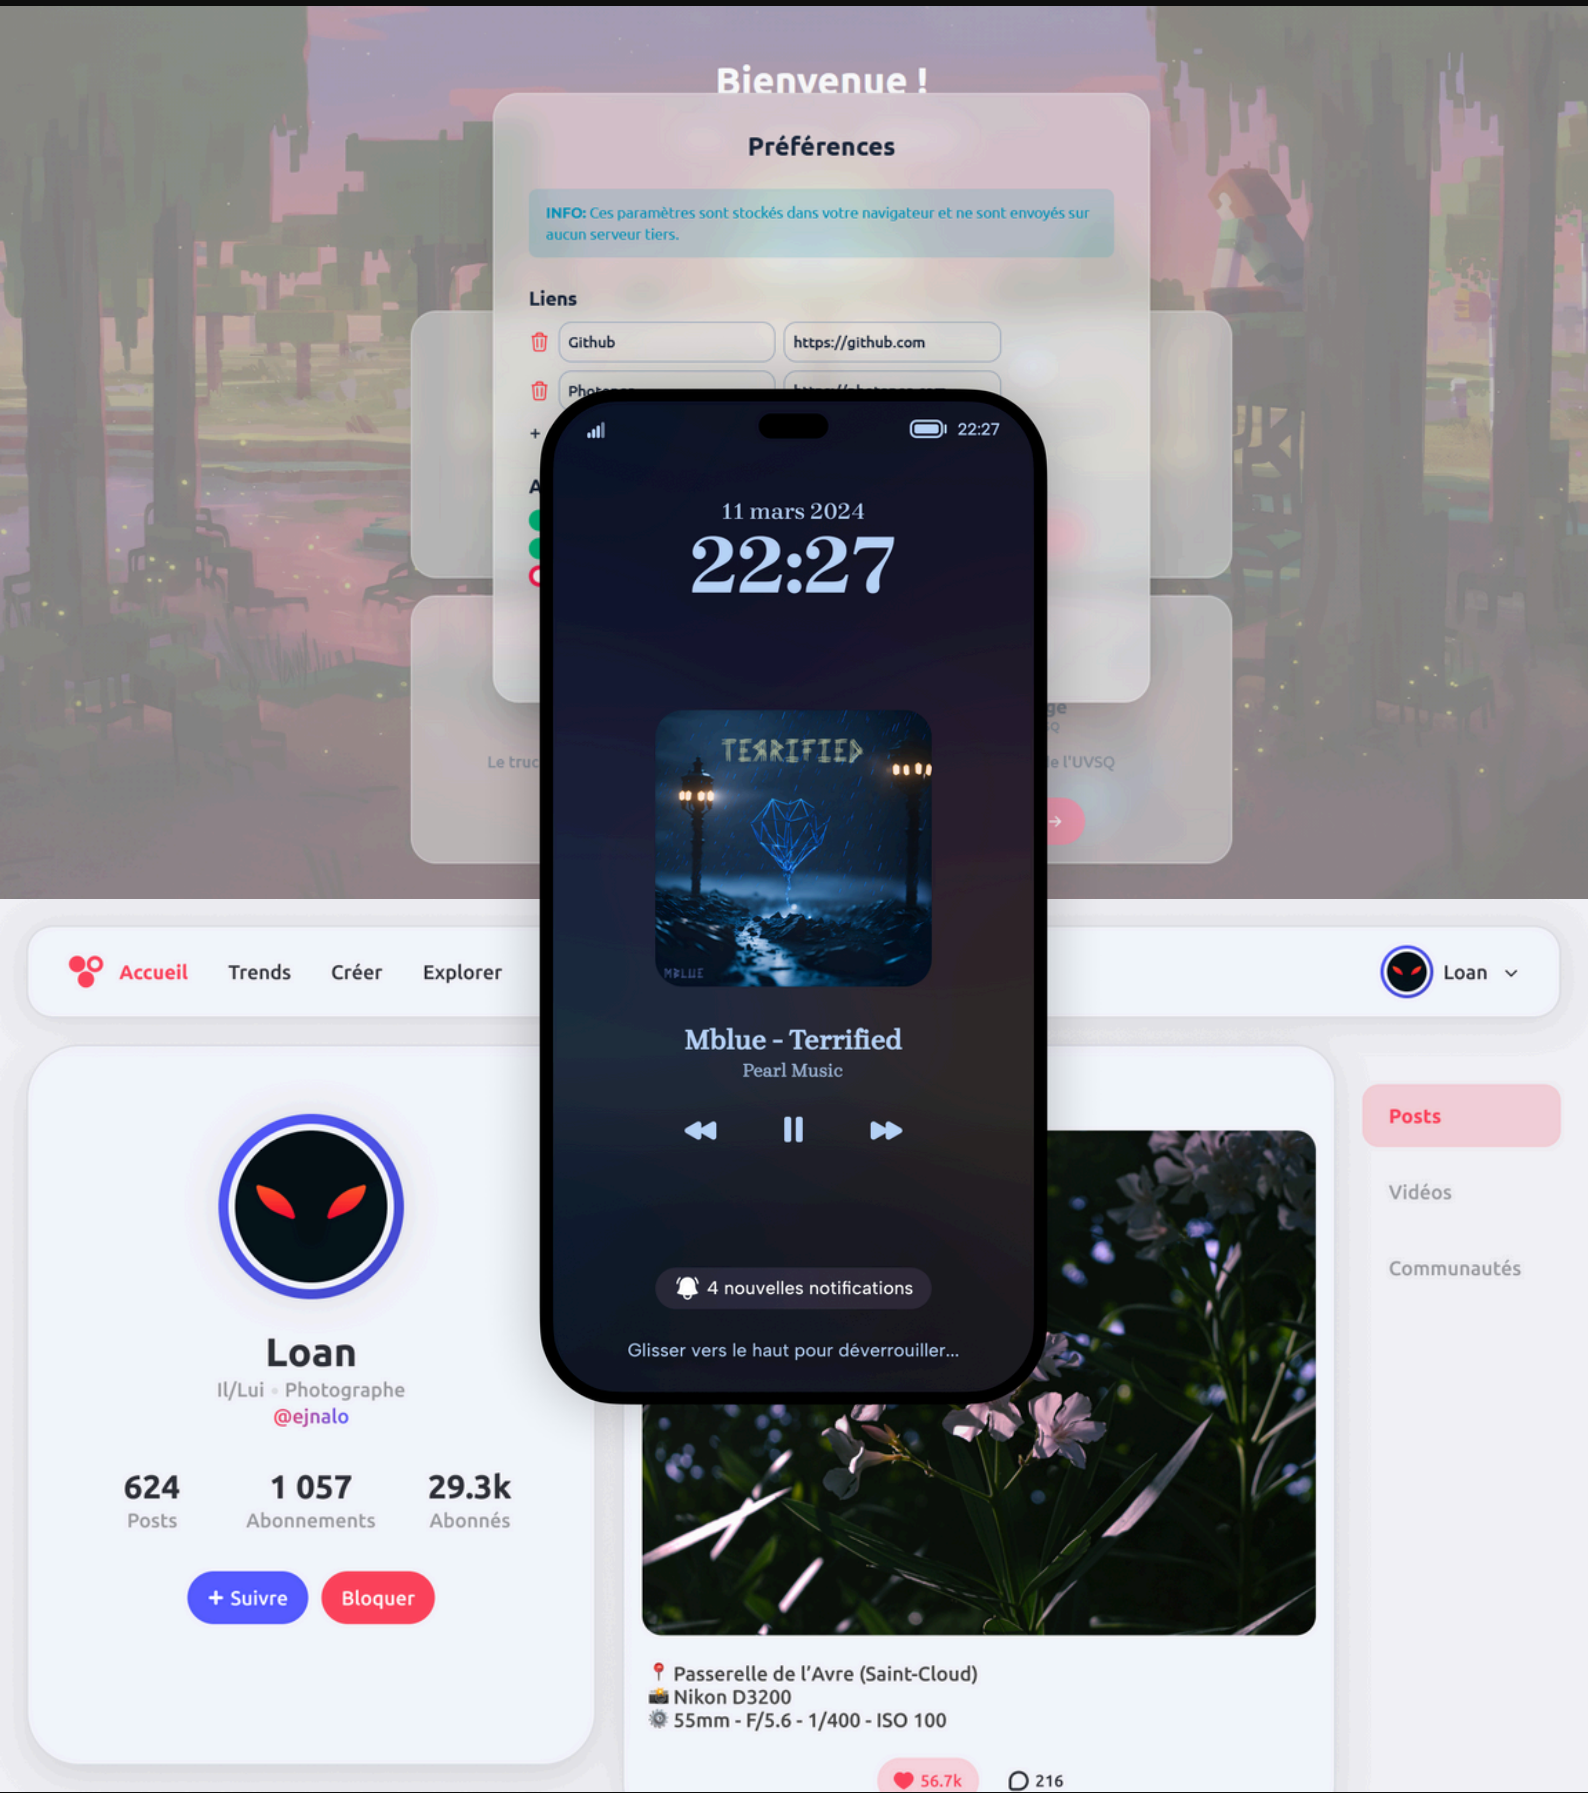 Bienvenue !
Préférences
INFO: Ces paramètres sont stockés dans votre navigateur et ne sont envoyés sur
aucun serveur tiers.
Liens
Github
https://github.com
+
22:27
11 mars 2024
22:27
TERRIFIED
MBLUE
Mblue - Terrified
Pearl Music
4 nouvelles notifications
Glisser vers le haut pour déverrouiller...
Le truc
de l'UVSQ
Accueil
Trends
Créer
Explorer
Loan
Loan
Il/Lui • Photographe
@ejnalo
624
1 057
29.3k
Posts
Abonnements
Abonnés
+ Suivre
Bloquer
Passerelle de l'Avre (Saint-Cloud)
Nikon D3200
55mm - F/5.6 - 1/400 - ISO 100
56.7k
216
Posts
Vidéos
Communautés